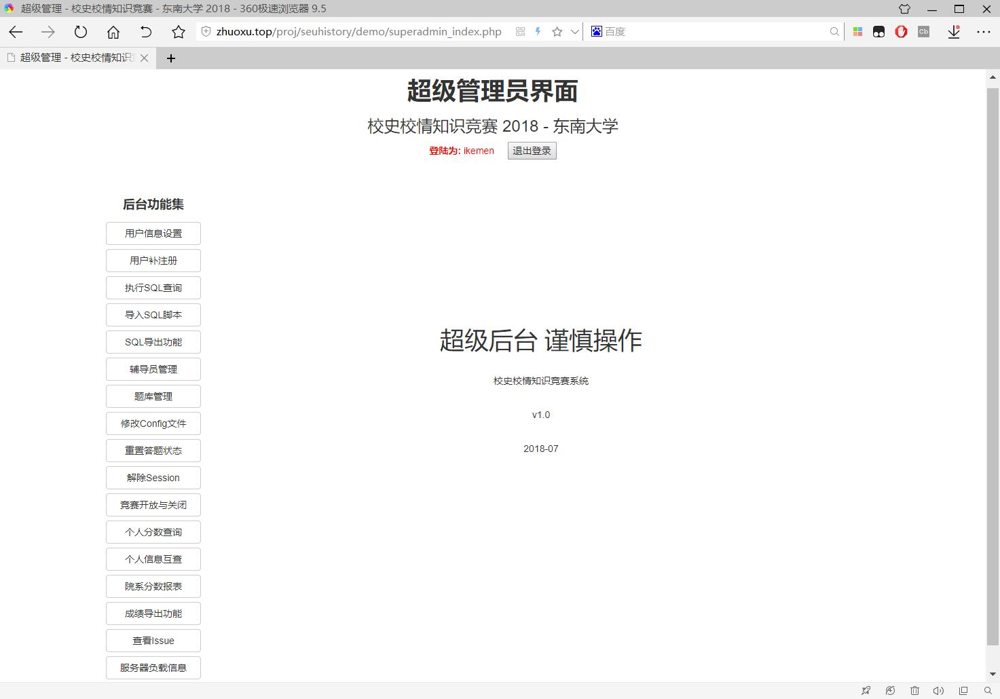 超级管理 - 校史校情知识竞赛 - 东南大学 2018 - 360极速浏览器 9.5
zhuoxu.top/proj/seuhistory/demo/superadmin_index.php
百度
Cb
超级管理 - 校史校情知识
超级管理员界面
校史校情知识竞赛 2018 - 东南大学
登陆为: ikemen
退出登录
后台功能集
用户信息设置
用户补注册
执行SQL查询
导入SQL脚本
SQL导出功能
辅导员管理
题库管理
修改Config文件
重置答题状态
解除Session
竞赛开放与关闭
个人分数查询
个人信息互查
院系分数报表
成绩导出功能
查看Issue
服务器负载信息
超级后台 谨慎操作
校史校情知识竞赛系统
v1.0
2018-07